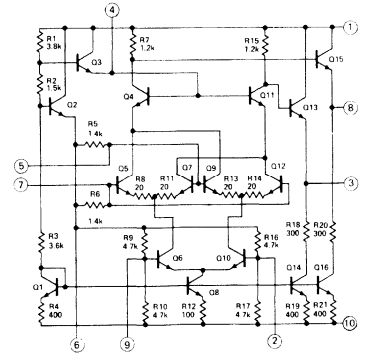 4
R1
3.8k
R7
1.2k
R15
1.2k
1
Q3
Q15
R2
1.5k
Q4
Q11
Q13
Q2
8
R5
1.4k
5
Q5
R8
20
R11
20
Q7
Q9
R13
20
R14
20
Q12
7
3
R6
1.4k
R3
3.6k
R9
4.7k
Q6
Q10
R16
4.7k
R18
300
R20
300
Q1
Q8
Q14
Q16
R4
400
R10
4.7k
R12
100
R17
4.7k
R19
400
R21
400
10
6
9
2